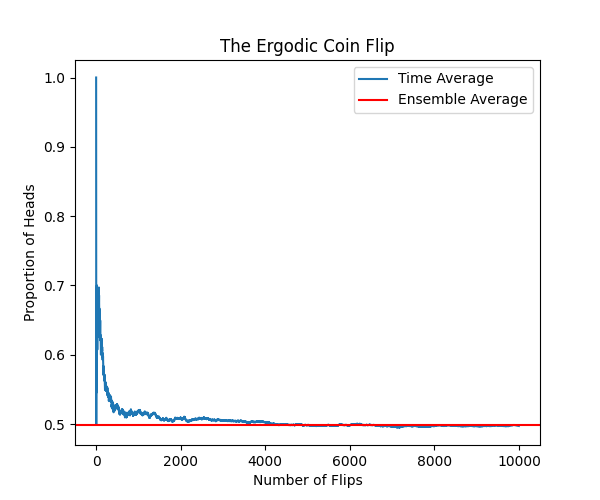 The Ergodic Coin Flip
Time Average
Ensemble Average
1.0
0.9
0.8
0.7
0.6
0.5
Proportion of Heads
0 2000 4000 6000 8000 10000
Number of Flips